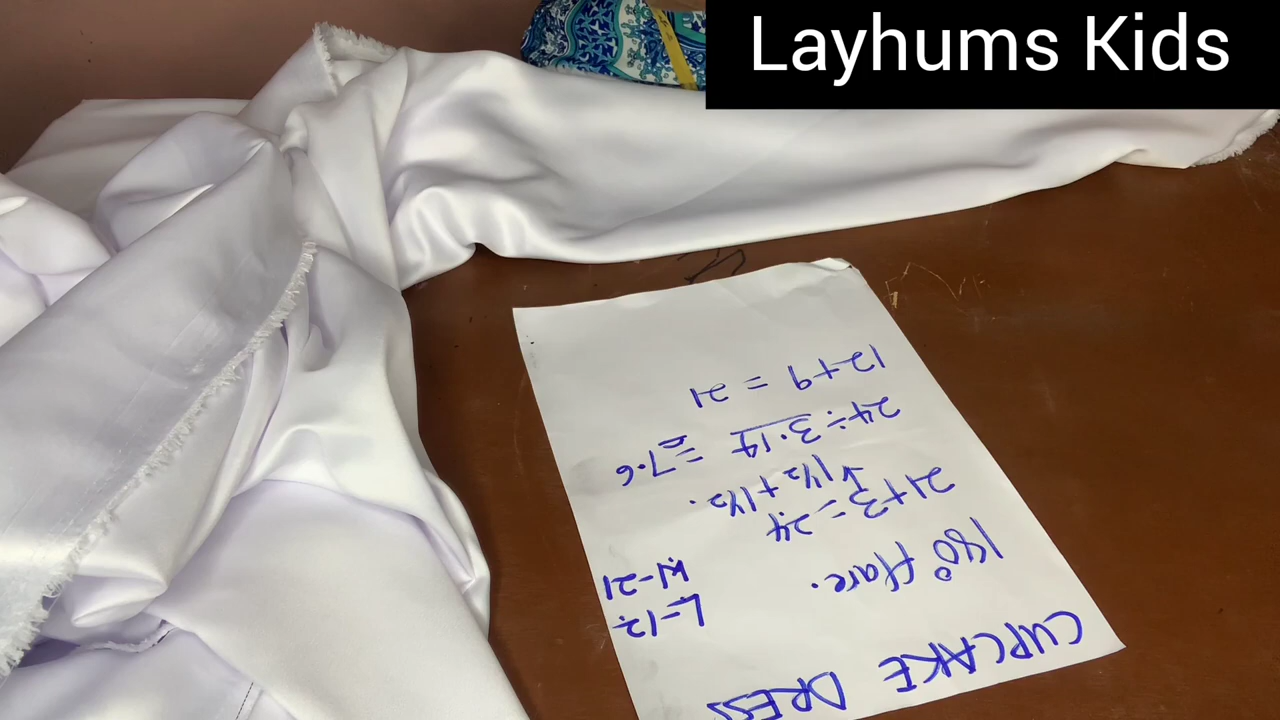 Layhums Kids
CUPCAKE DRESS
L-12
W-21
180° flare.
21+3=24
1½+1½.
24÷3.14 = 7.6
12+9 = 21